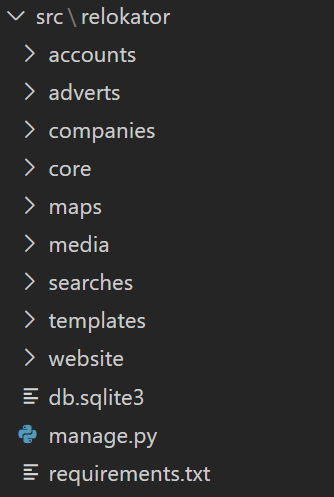 src\relokator
accounts
adverts
companies
core
maps
media
searches
templates
website
db.sqlite3
manage.py
requirements.txt